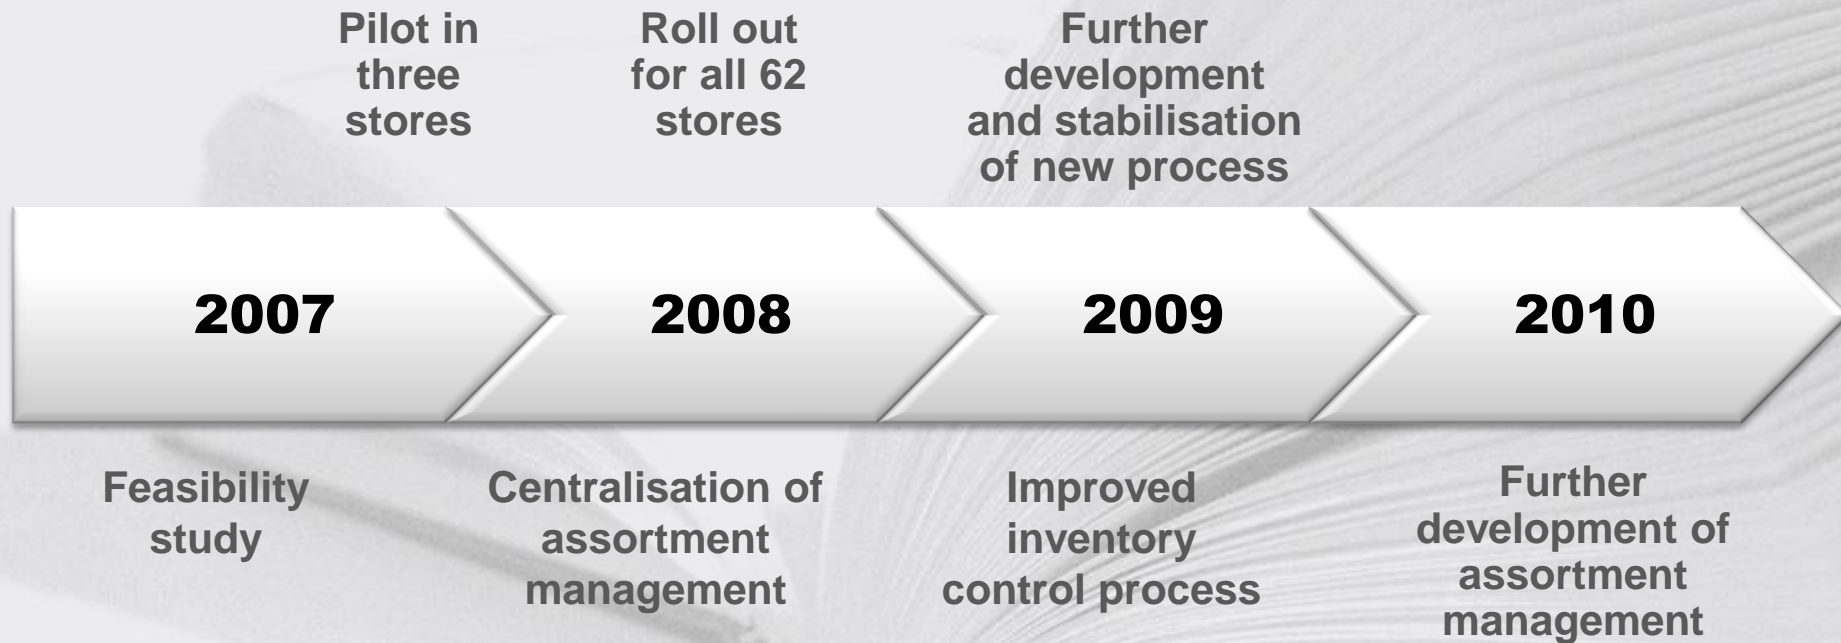 Pilot in
three
stores
Roll out
for all 62
stores
Further
development
and stabilisation
of new process
2007
2008
2009
2010
Feasibility
study
Centralisation of
assortment
management
Improved
inventory
control process
Further
development of
assortment
management